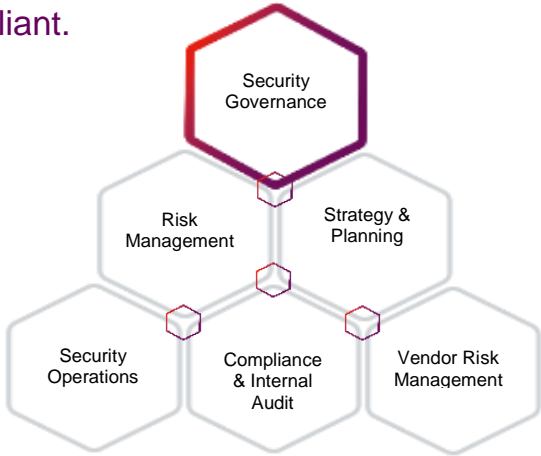 liant.
Security
Governance
Risk
Management
Strategy &
Planning
Security
Operations
Compliance
& Internal
Audit
Vendor Risk
Management